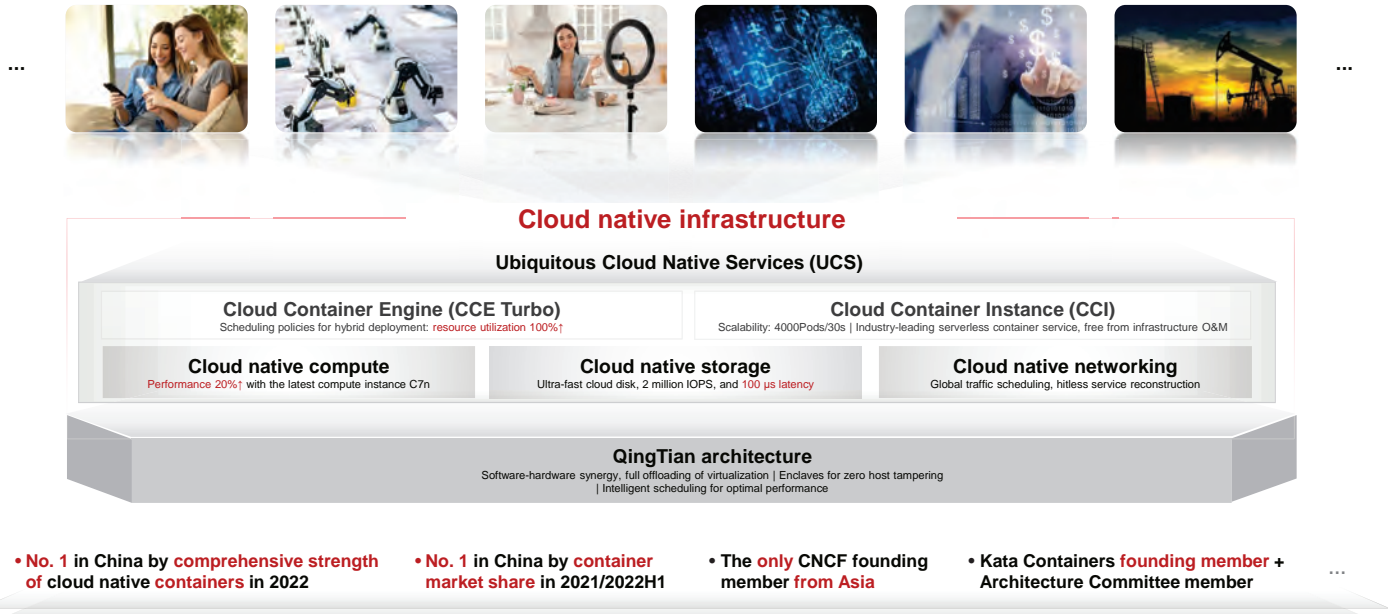 ...
...
Cloud native infrastructure
Ubiquitous Cloud Native Services (UCS)
Cloud Container Engine (CCE Turbo)
Scheduling policies for hybrid deployment: resource utilization 100%↑
Cloud Container Instance (CCI)
Scalability: 4000Pods/30s | Industry-leading serverless container service, free from infrastructure O&M
Cloud native compute
Performance 20%↑ with the latest compute instance C7n
Cloud native storage
Ultra-fast cloud disk, 2 million IOPS, and 100 μs latency
Cloud native networking
Global traffic scheduling, hitless service reconstruction
QingTian architecture
Software-hardware synergy, full offloading of virtualization | Enclaves for zero host tampering
| Intelligent scheduling for optimal performance
• No. 1 in China by comprehensive strength
of cloud native containers in 2022
• No. 1 in China by container
market share in 2021/2022H1
• The only CNCF founding
member from Asia
• Kata Containers founding member +
Architecture Committee member
...